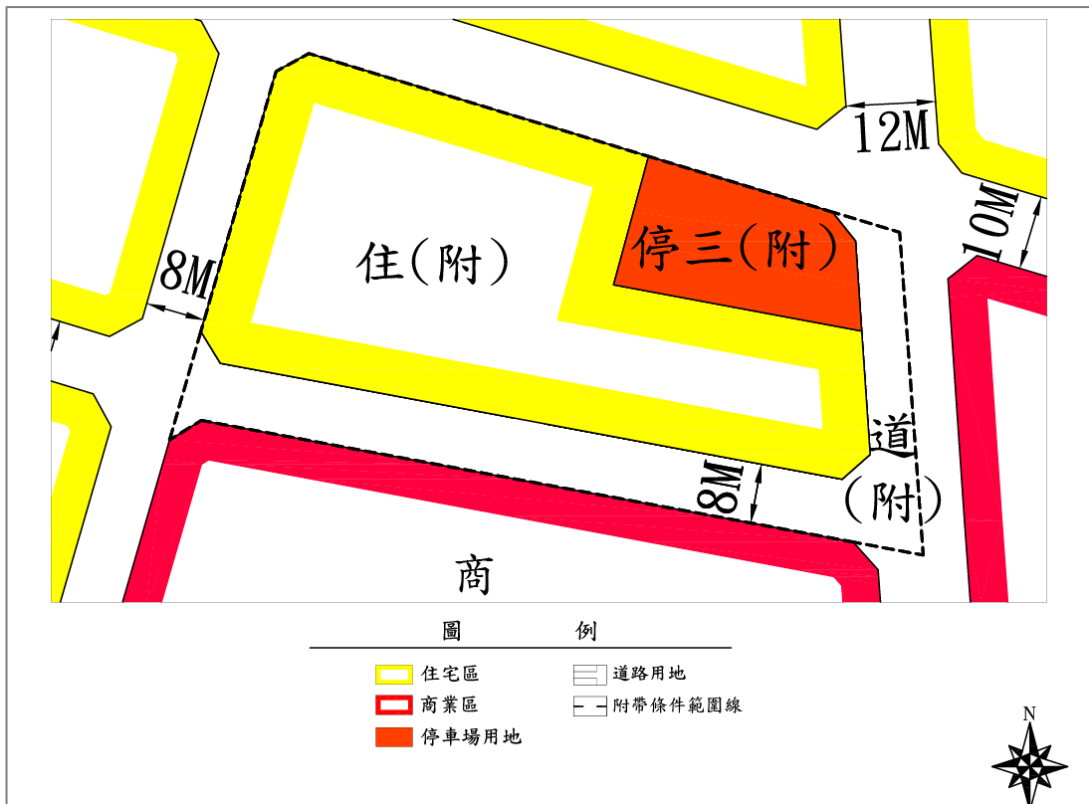 12M
10M
停三(附)
住(附)
8M
道
(附)
8M
商
圖 例
住宅區
道路用地
商業區
附帶條件範圍線
停車場用地
N